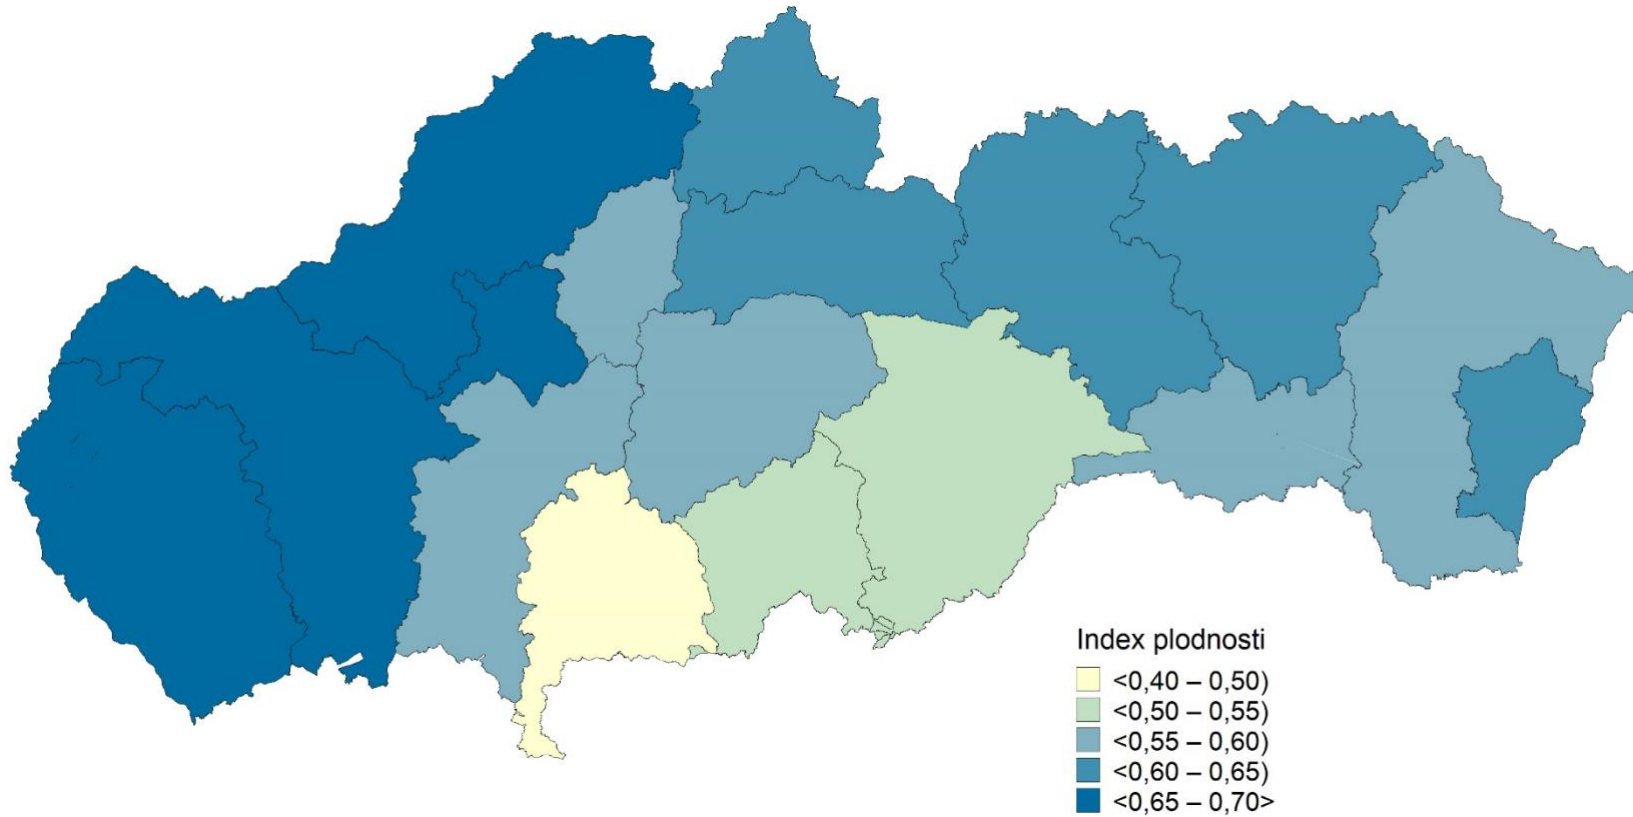 Index plodnosti
<0,40 – 0,50)
<0,50 – 0,55)
<0,55 – 0,60)
<0,60 – 0,65)
<0,65 – 0,70>